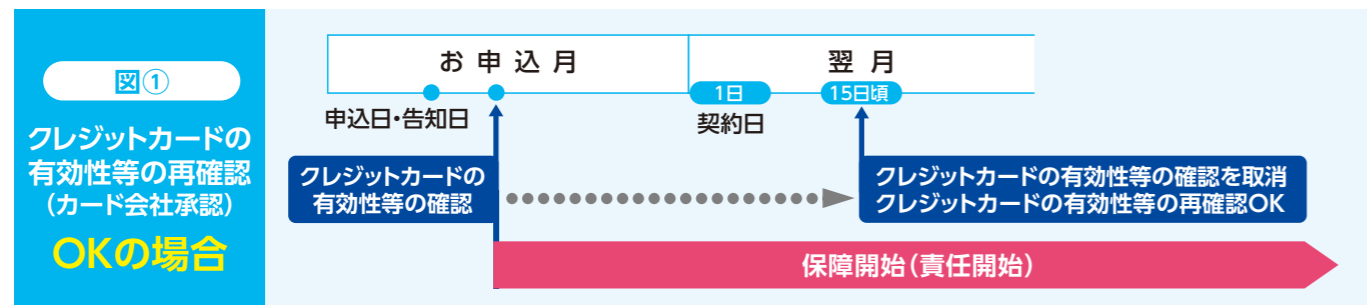 図①
クレジットカードの
有効性等の再確認
（カード会社承認）
OKの場合
お申込月
翌月
1日
15日頃
申込日・告知日
契約日
クレジットカードの
有効性等の確認
クレジットカードの有効性等の確認を取消
クレジットカードの有効性等の再確認OK
保障開始（責任開始）